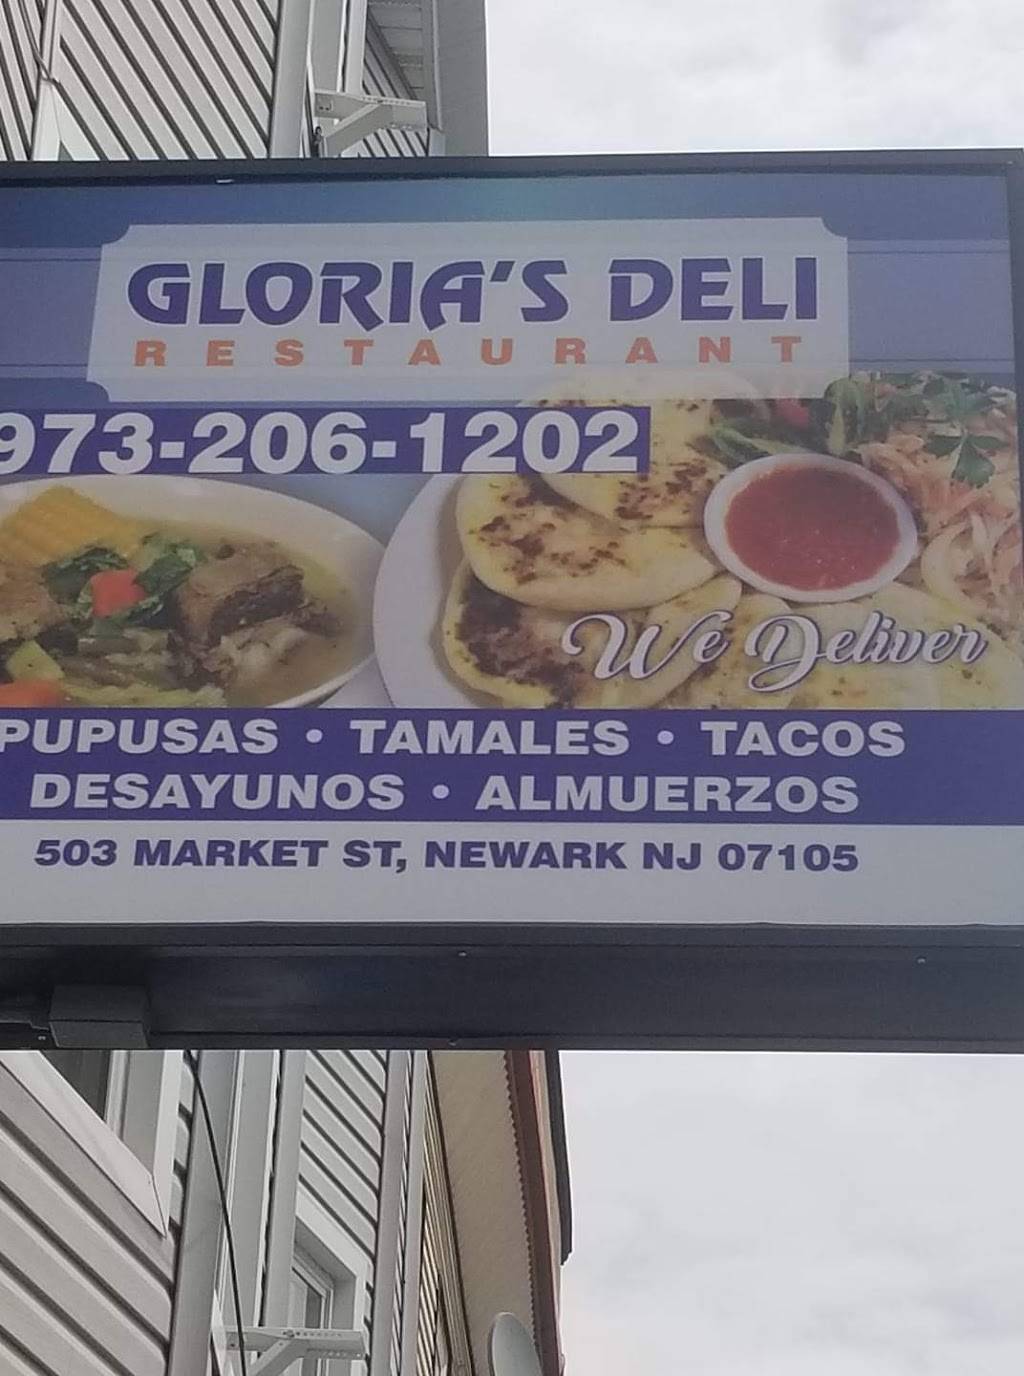 GLORIA'S DELI
RESTAURANT
973-206-1202
We Deliver
PUPUSAS • TAMALES • TACOS
DESAYUNOS • ALMUERZOS
503 MARKET ST, NEWARK NJ 07105